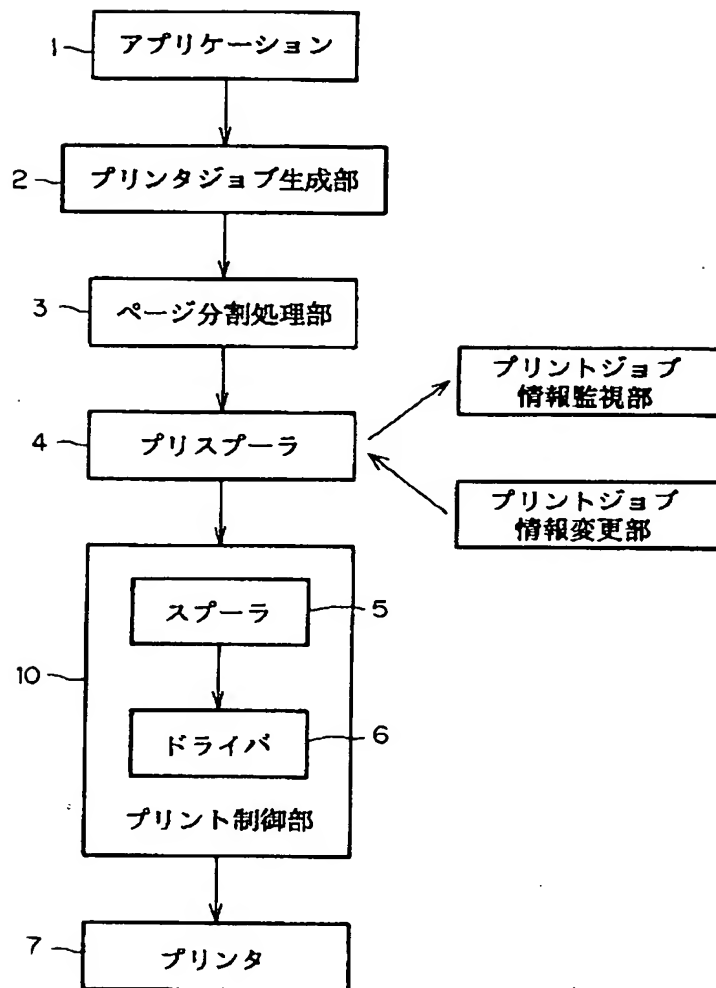 1 アプリケーション
2 プリンタジョブ生成部
3 ページ分割処理部
4 プリスプーラ
プリントジョブ
情報監視部
プリントジョブ
情報変更部
スプーラ 5
10
ドライバ 6
プリント制御部
7 プリンタ